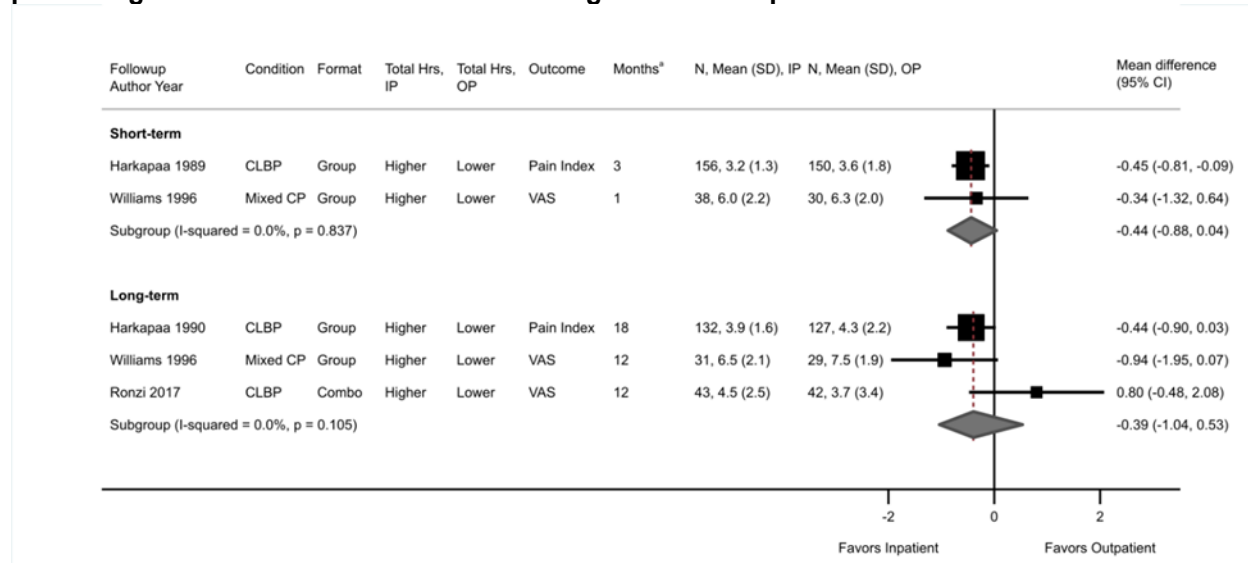 Followup Author Year Condition Format Total Hrs, IP Total Hrs, OP Outcome Months^a N, Mean (SD), IP N, Mean (SD), OP Mean difference (95% CI)
Short-term
Harkapaa 1989 CLBP Group Higher Lower Pain Index 3 156, 3.2 (1.3) 150, 3.6 (1.8) -0.45 (-0.81, -0.09)
Williams 1996 Mixed CP Group Higher Lower VAS 1 38, 6.0 (2.2) 30, 6.3 (2.0) -0.34 (-1.32, 0.64)
Subgroup (I-squared = 0.0%, p = 0.837) -0.44 (-0.88, 0.04)
Long-term
Harkapaa 1990 CLBP Group Higher Lower Pain Index 18 132, 3.9 (1.6) 127, 4.3 (2.2) -0.44 (-0.90, 0.03)
Williams 1996 Mixed CP Group Higher Lower VAS 12 31, 6.5 (2.1) 29, 7.5 (1.9) -0.94 (-1.95, 0.07)
Ronzi 2017 CLBP Combo Higher Lower VAS 12 43, 4.5 (2.5) 42, 3.7 (3.4) 0.80 (-0.48, 2.08)
Subgroup (I-squared = 0.0%, p = 0.105) -0.39 (-1.04, 0.53)
-2 0 2
Favors Inpatient Favors Outpatient